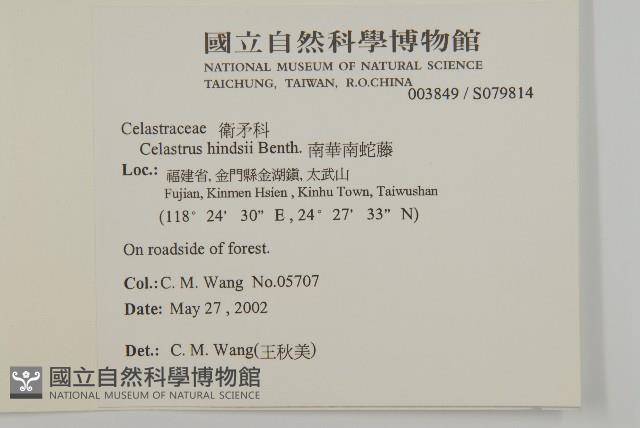 國立自然科學博物館
NATIONAL MUSEUM OF NATURAL SCIENCE
TAICHUNG, TAIWAN, R.O.CHINA
003849 / S079814
Celastraceae 衛矛科
Celastrus hindsii Benth. 南華南蛇藤
Loc.: 福建省, 金門縣金湖鎮, 太武山
Fujian, Kinmen Hsien , Kinhu Town, Taiwushan
(118° 24' 30" E , 24° 27' 33" N)
On roadside of forest.
Col.: C. M. Wang No.05707
Date: May 27 , 2002
Det.: C. M. Wang(王秋美)
國立自然科學博物館
NATIONAL MUSEUM OF NATURAL SCIENCE